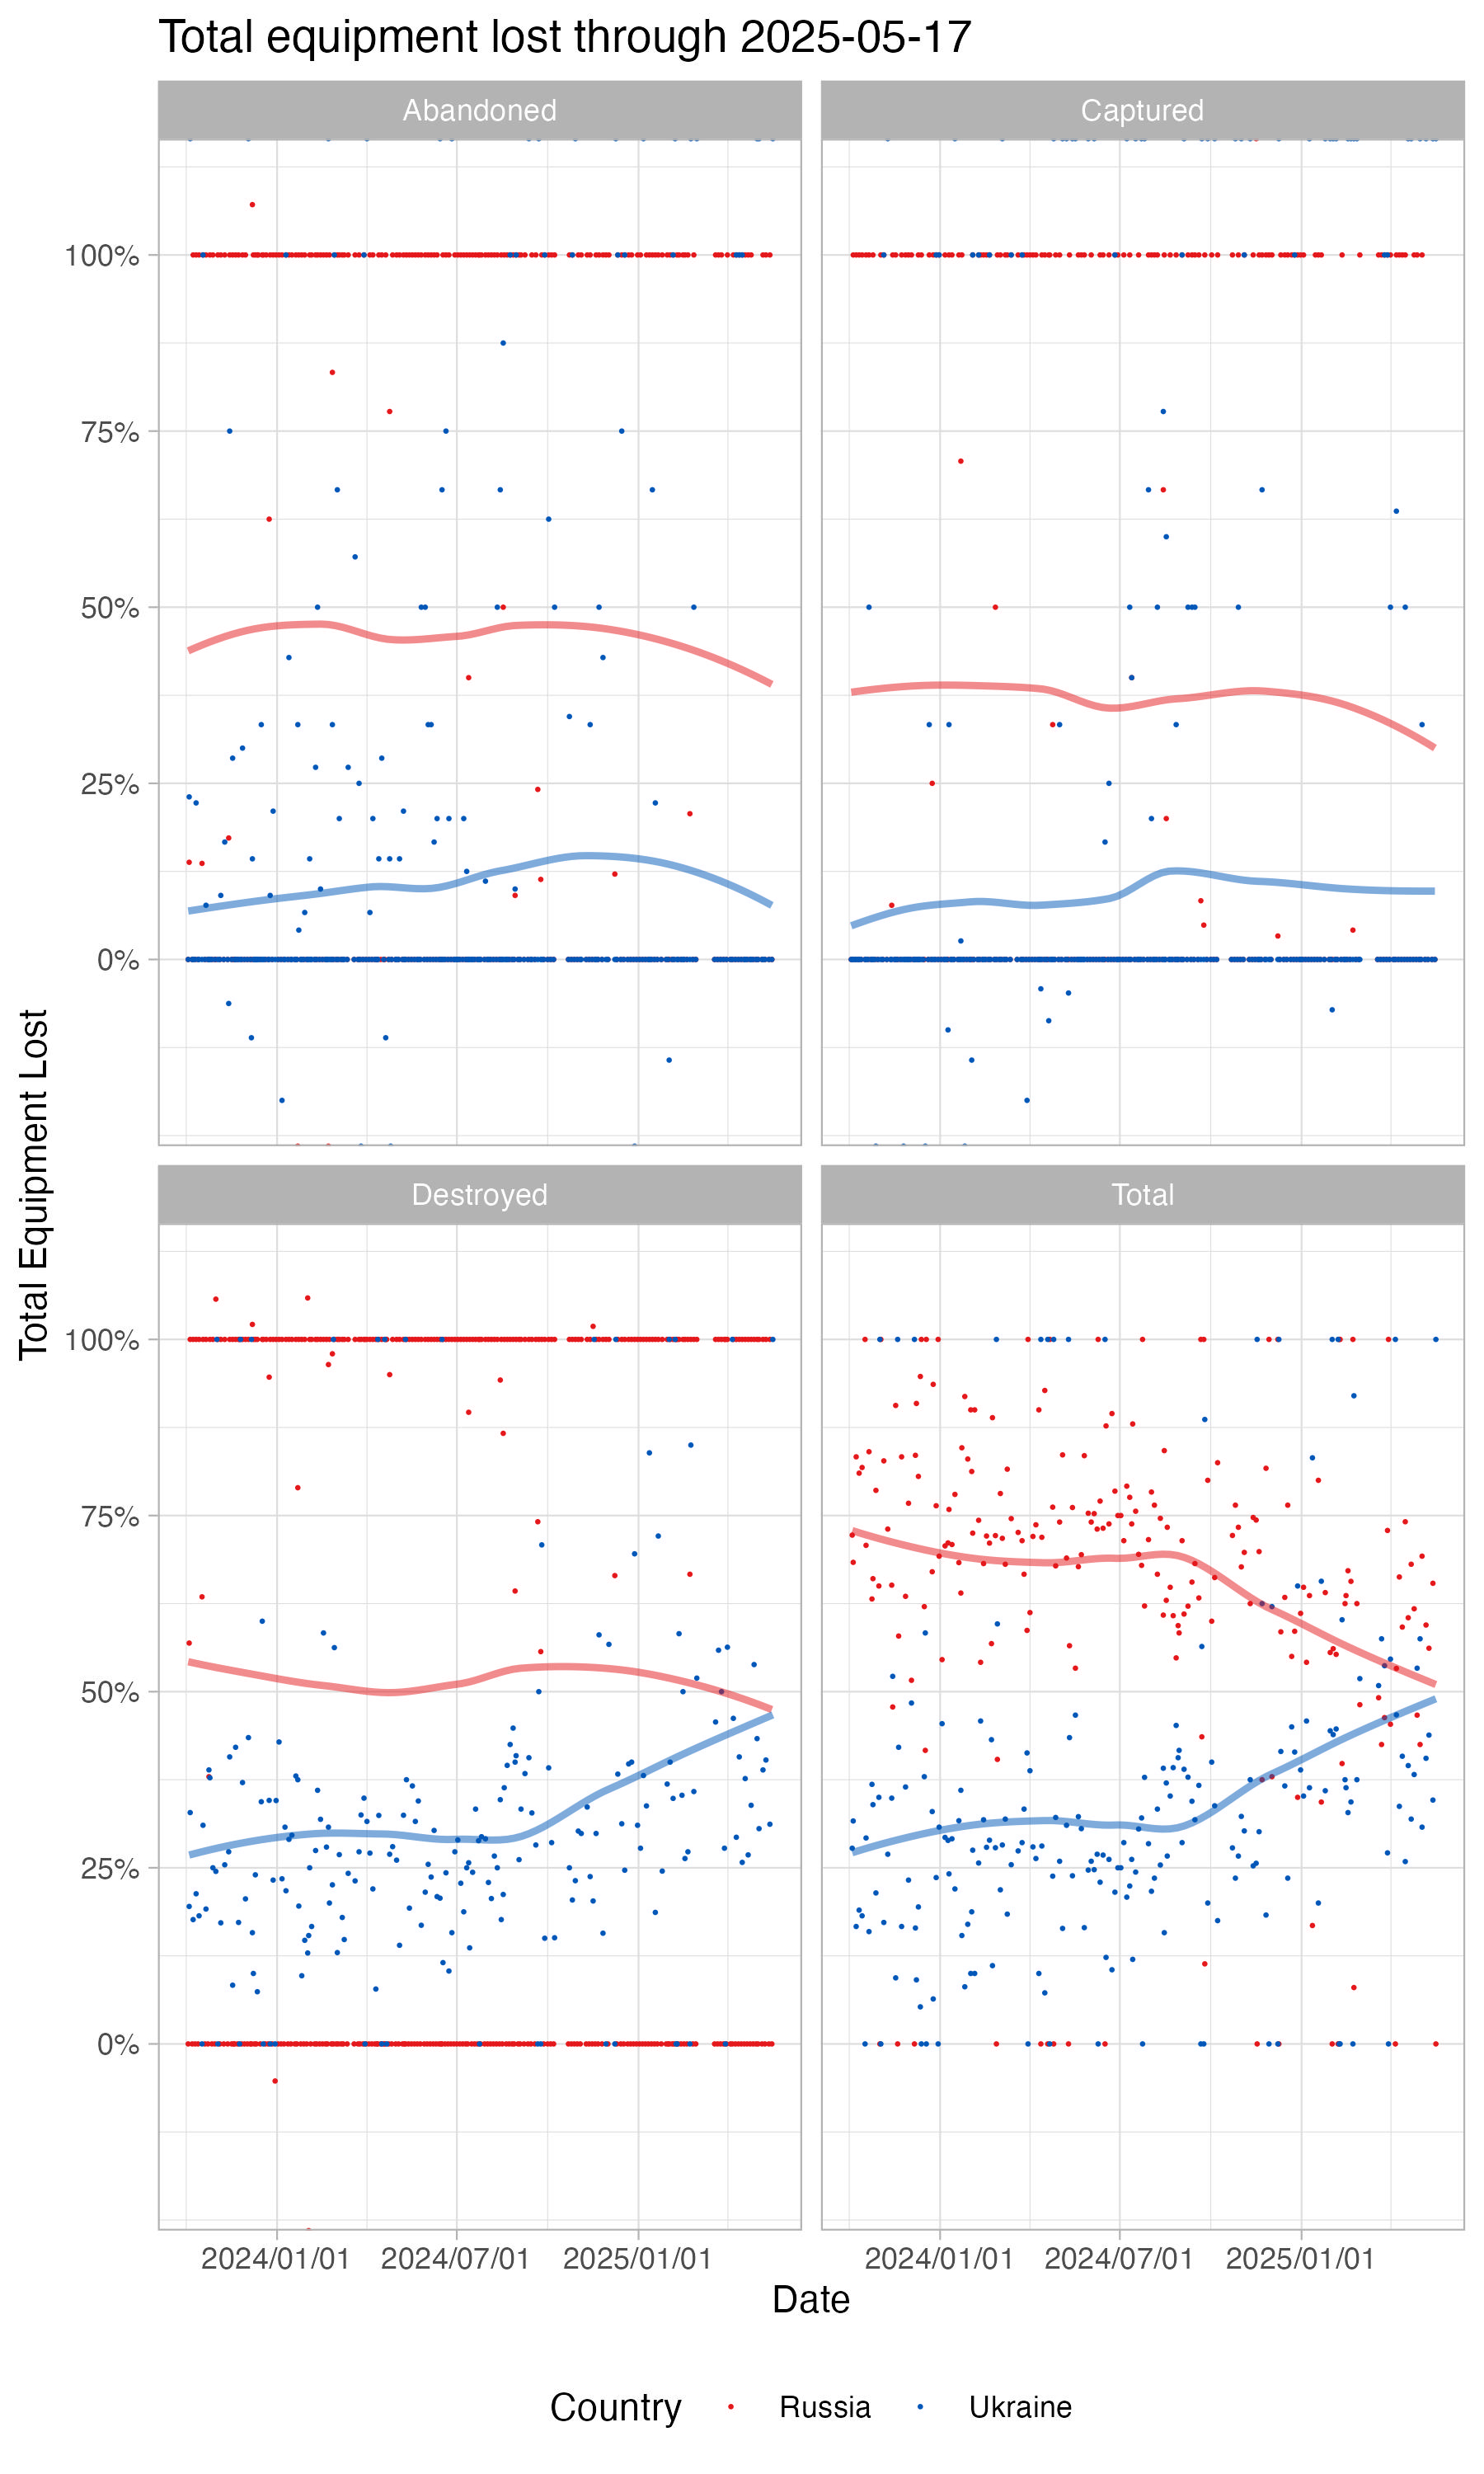 Total equipment lost through 2025-05-17
Abandoned
Captured
100%
75%
50%
25%
0%
Destroyed
Total
100%
75%
50%
25%
0%
Total Equipment Lost
2024/01/01
2024/07/01
2025/01/01
2024/01/01
2024/07/01
2025/01/01
Date
Country
Russia
Ukraine